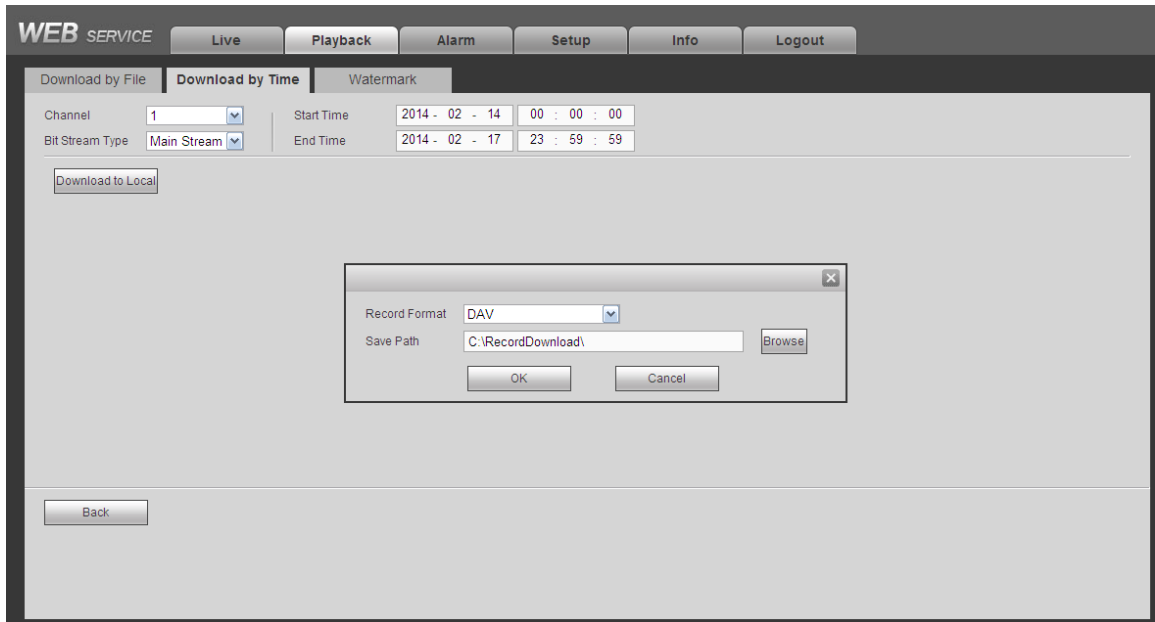 WEB SERVICE Live Playback Alarm Setup Info Logout
Download by File Download by Time Watermark
Channel 1 Start Time 2014 - 02 - 14 00 : 00 : 00
Bit Stream Type Main Stream End Time 2014 - 02 - 17 23 : 59 : 59
Download to Local
Record Format DAV
Save Path C:\RecordDownload\ Browse
OK Cancel
Back